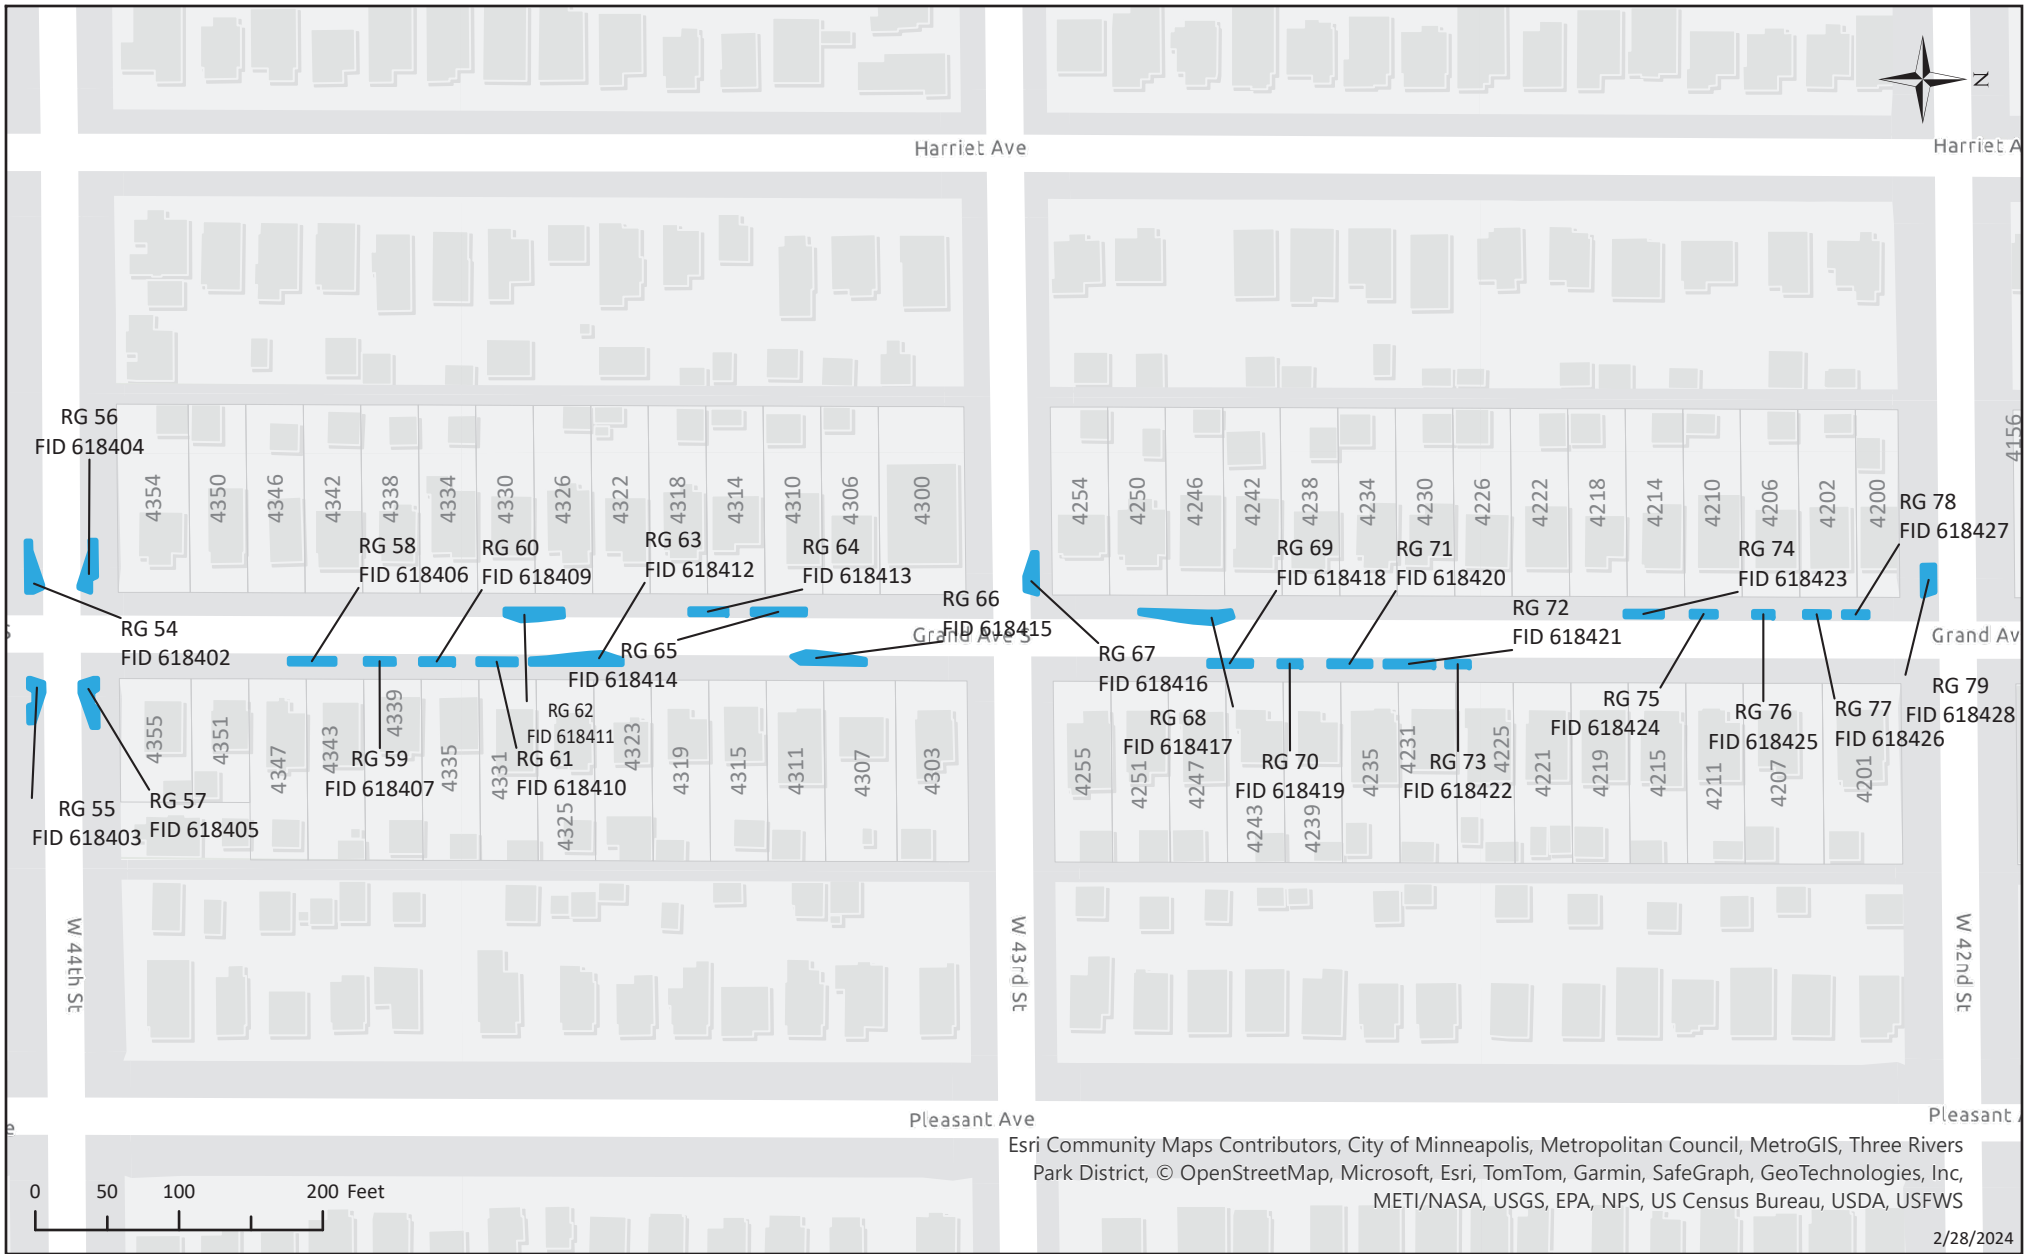 N
Harriet Ave
Harriet A
RG 56
FID 618404
4354
4350
4346
4342
4338
4334
4330
4326
4322
4318
4314
4310
4306
4300
4254
4250
4246
4242
4238
4234
4230
4226
4222
4218
4214
4210
4206
4202
4200
4156
RG 78
FID 618427
RG 58
FID 618406
RG 60
FID 618409
RG 63
FID 618412
RG 64
FID 618413
RG 69
FID 618418
RG 71
FID 618420
RG 74
FID 618423
RG 66
FID 618415
RG 72
FID 618421
Grand Ave S
Grand Av
RG 54
FID 618402
RG 65
FID 618414
RG 67
FID 618416
RG 62
FID 618411
RG 68
FID 618417
RG 75
FID 618424
RG 76
FID 618425
RG 77
FID 618426
RG 79
FID 618428
RG 59
FID 618407
RG 61
FID 618410
RG 70
FID 618419
RG 73
FID 618422
RG 55
FID 618403
RG 57
FID 618405
4355
4351
4347
4343
4339
4335
4331
4325
4323
4319
4315
4311
4307
4303
4255
4251
4247
4243
4239
4235
4231
4225
4221
4219
4215
4211
4207
4201
W 44th St
W 43rd St
W 42nd St
Pleasant Ave
Pleasant
Esri Community Maps Contributors, City of Minneapolis, Metropolitan Council, MetroGIS, Three Rivers
Park District, © OpenStreetMap, Microsoft, Esri, TomTom, Garmin, SafeGraph, GeoTechnologies, Inc,
METI/NASA, USGS, EPA, NPS, US Census Bureau, USDA, USFWS
0 50 100 200 Feet
2/28/2024